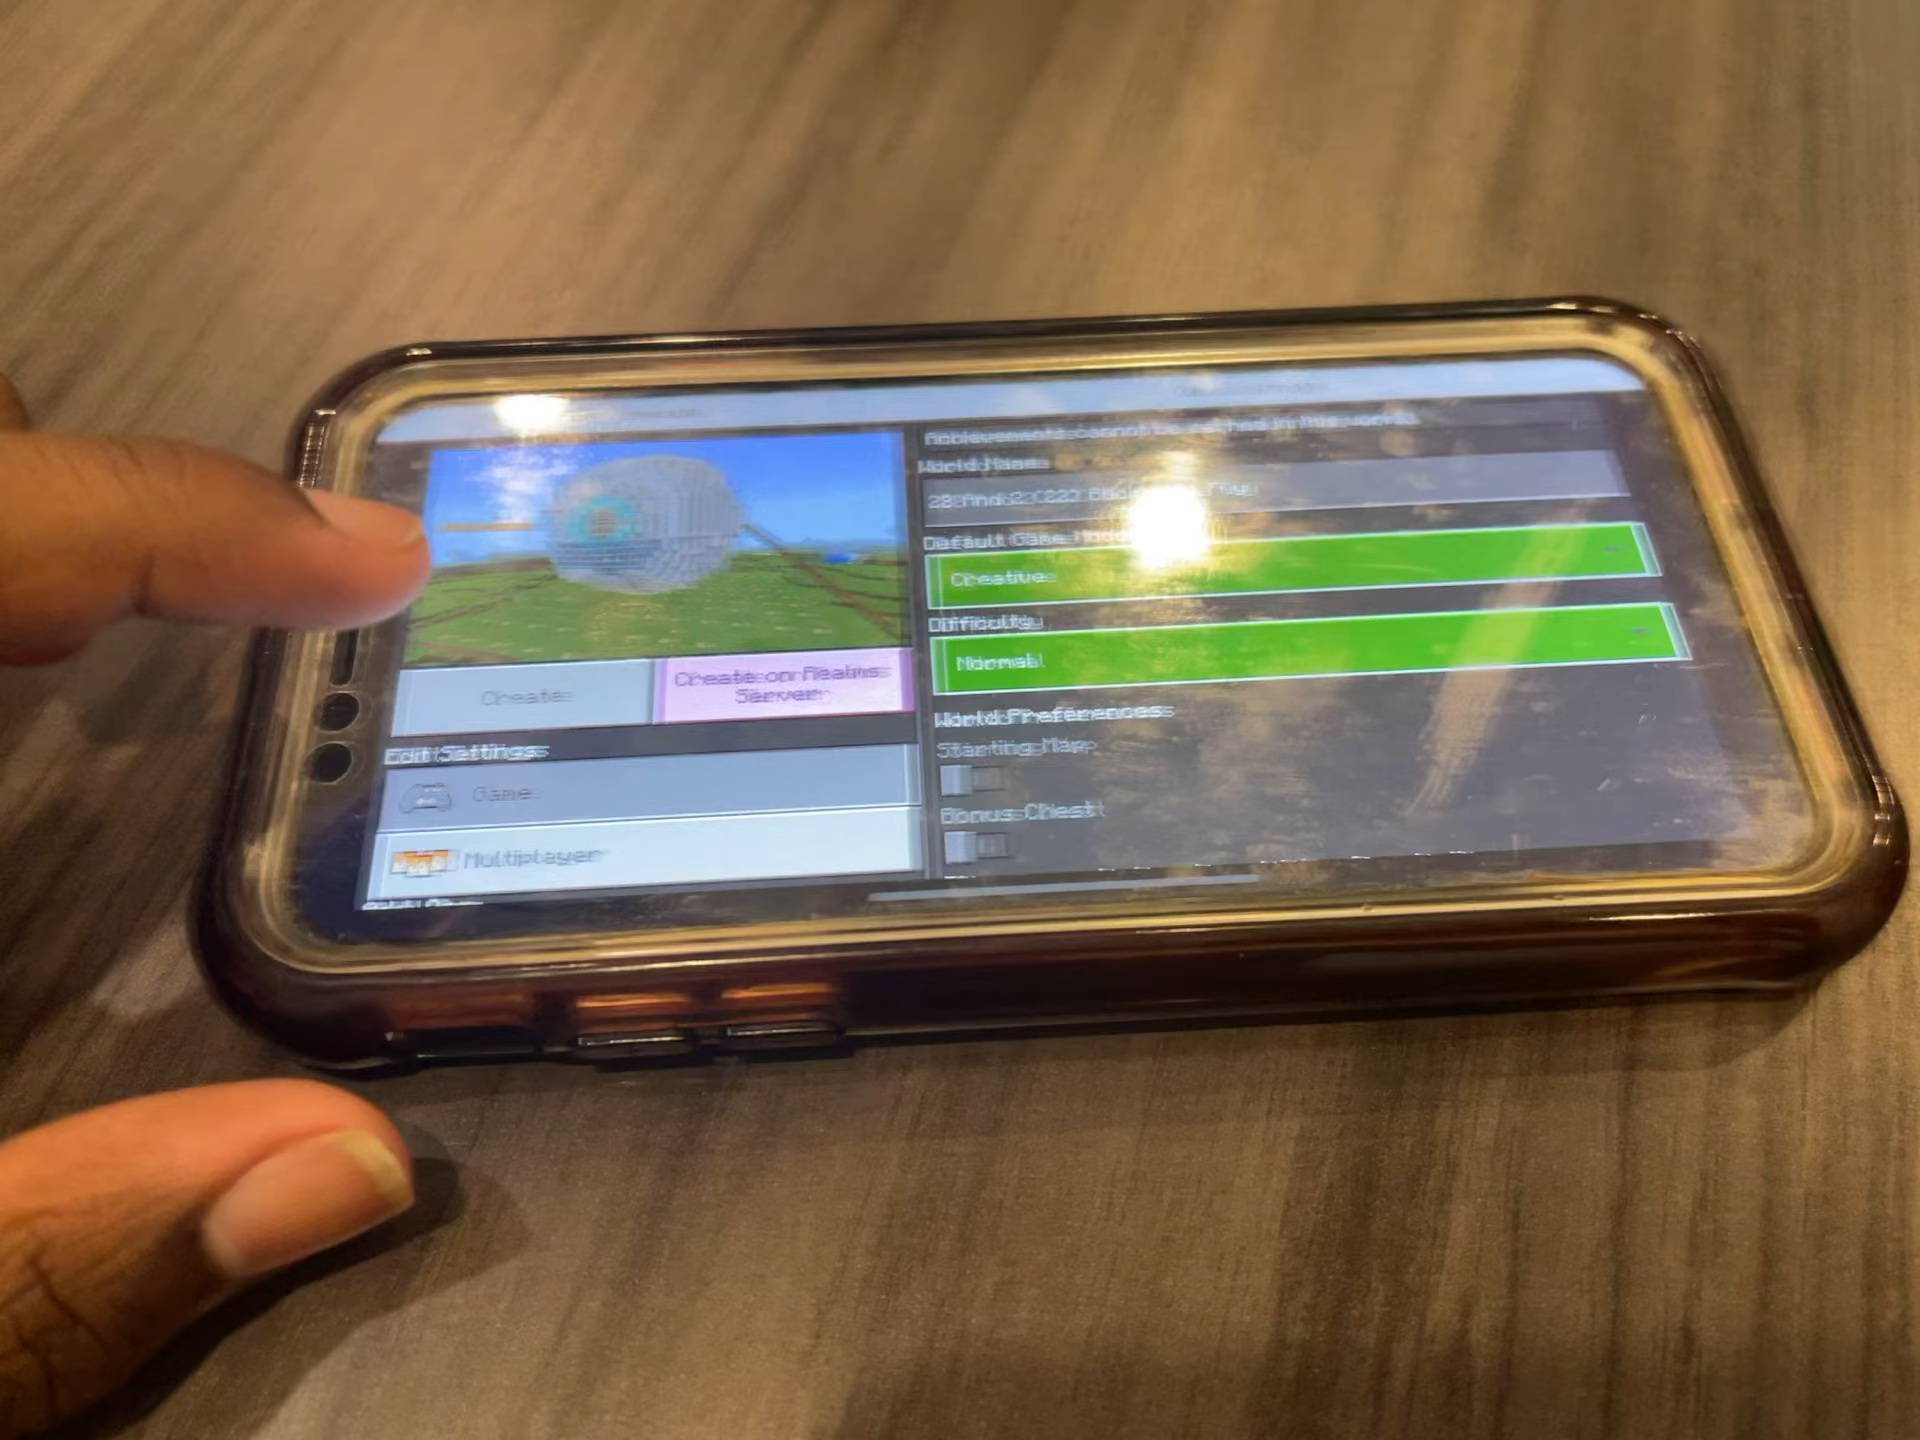 Achievements cannot be earned in this world
World Name
Default Game Mode
Creative
Difficulty
Normal
Create
Create on Realms
Server
World Preferences
Starting Map
Edit Settings
Game
Bonus Chest
Multiplayer